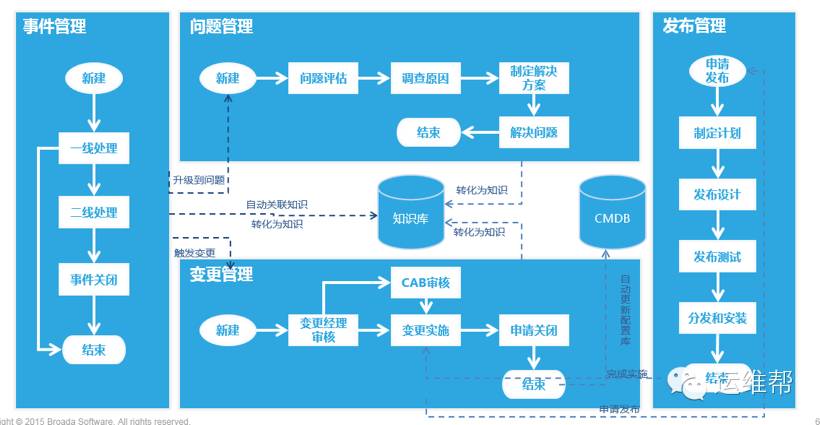 事件管理
新建
一线处理
二线处理
事件关闭
结束
问题管理
新建
问题评估
调查原因
制定解决
方案
解决问题
结束
升级到问题
自动关联知识
转化为知识
触发变更
知识库
转化为知识
转化为知识
CMDB
变更管理
新建
变更经理
审核
CAB审核
变更实施
申请关闭
结束
自动更新配置库
完成实施
申请发布
发布管理
申请
发布
制定计划
发布设计
发布测试
分发和安装
结束
运维帮
ight © 2015 Broada Software. All rights reserved.
6